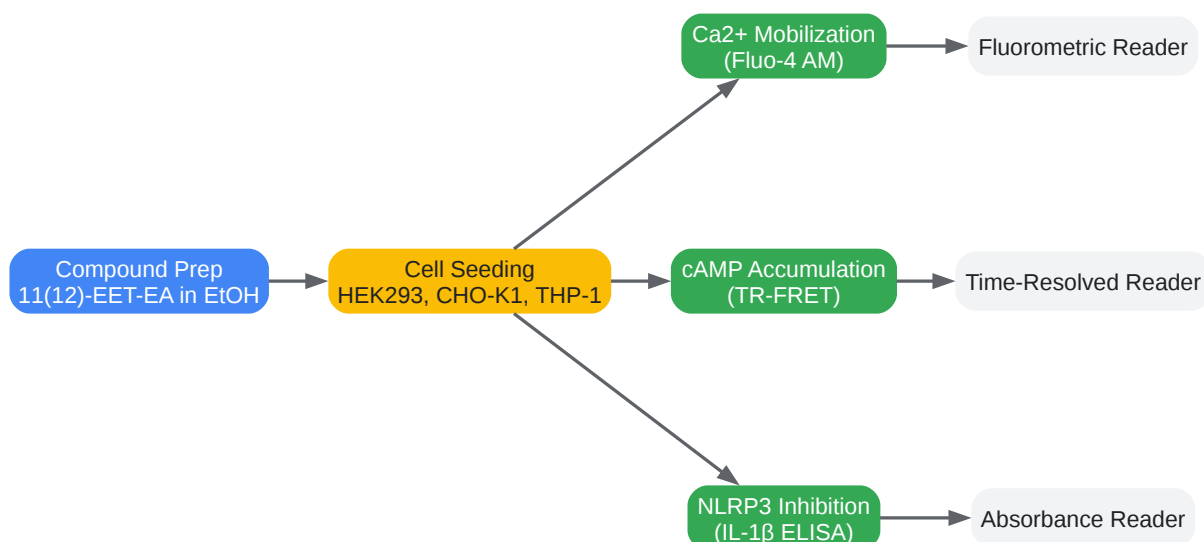 Ca2+ Mobilization
(Fluo-4 AM)
Fluorometric Reader
Compound Prep
11(12)-EET-EA in EtOH
Cell Seeding
HEK293, CHO-K1, THP-1
cAMP Accumulation
(TR-FRET)
Time-Resolved Reader
NLRP3 Inhibition
(IL-1β ELISA)
Absorbance Reader